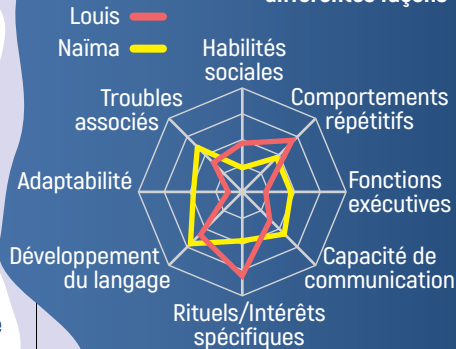 différentes façons
Louis
Naïma
Habilités
sociales
Troubles
associés
Comportements
répétitifs
Adaptabilité
Fonctions
exécutives
Développement
du langage
Capacité de
communication
Rituels/Intérêts
spécifiques